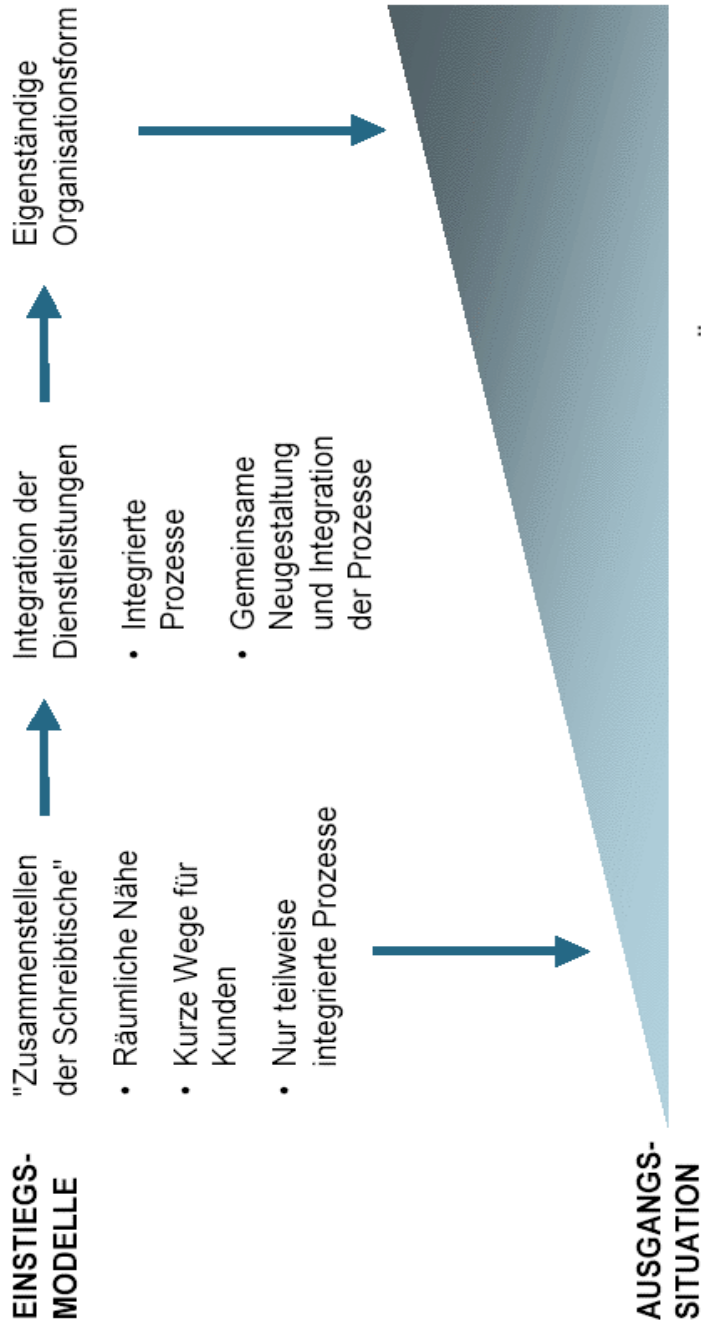 EINSTIEGS-
MODELLE
"Zusammenstellen
der Schreibtische"
• Räumliche Nähe
• Kurze Wege für
Kunden
• Nur teilweise
integrierte Prozesse
Integration der
Dienstleistungen
• Integrierte
Prozesse
• Gemeinsame
Neugestaltung
und Integration
der Prozesse
Eigenständige
Organisationsform
AUSGANGS-
SITUATION